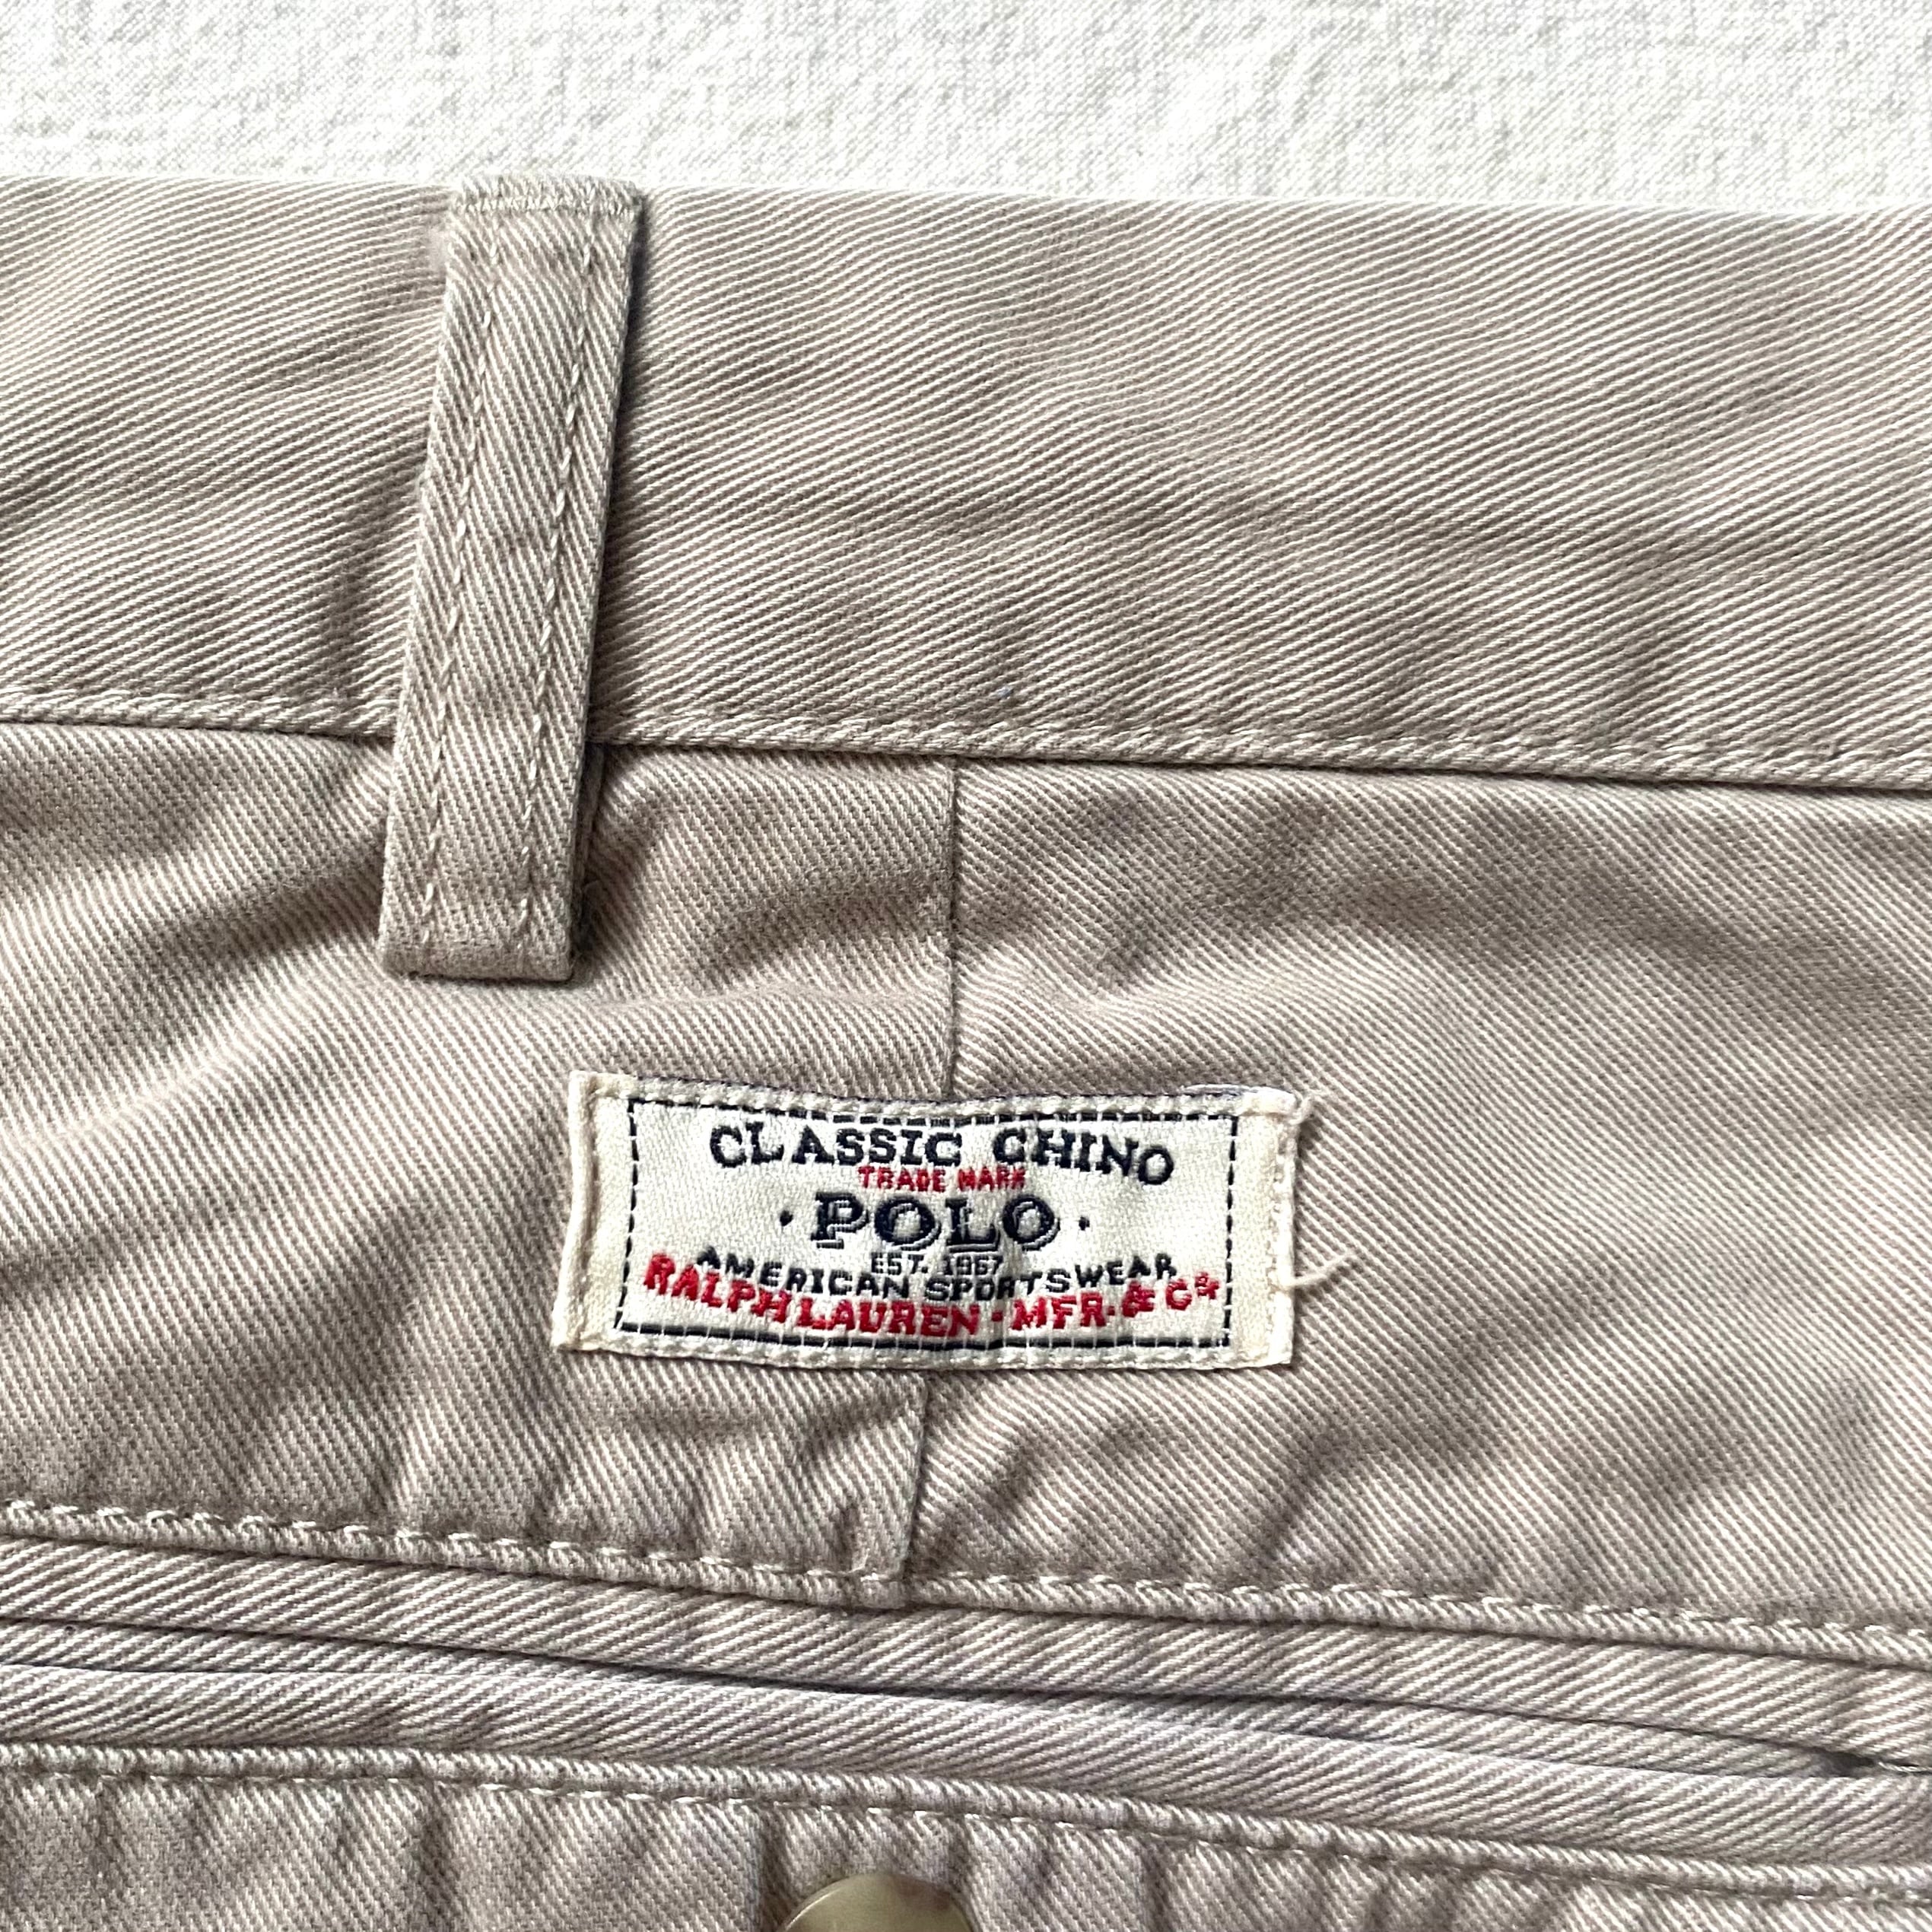 CLASSIC CHINO
TRADE MARK
· POLO ·
EST. 1967
AMERICAN SPORTSWEAR
RALPH LAUREN · MFR. & Co